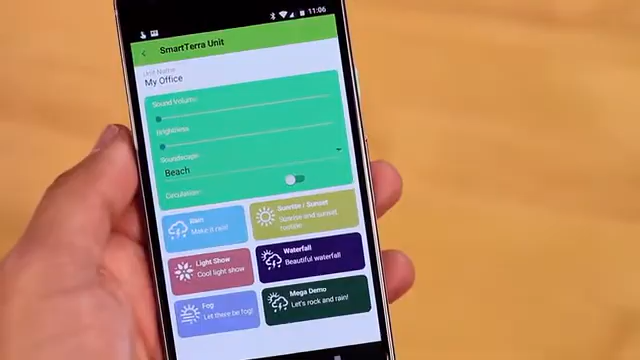 11:06
SmartTerra Unit
Unit Name
My Office
Sound Volume:
Brightness
Soundscape:
Beach
Circulation:
Rain
Make it rain!
Sunrise / Sunset
Sunrise and sunset,
routine
Light Show
Cool light show
Waterfall
Beautiful waterfall
Fog
Let there be fog!
Mega Demo
Let's rock and rain!